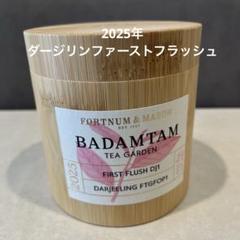 2025年
ダージリンファーストフラッシュ
FORTNUM & MASON
EST 1707
BADAMTAM
TEA GARDEN
FIRST FLUSH DJ1
DARJEELING FTGFOP1
2025